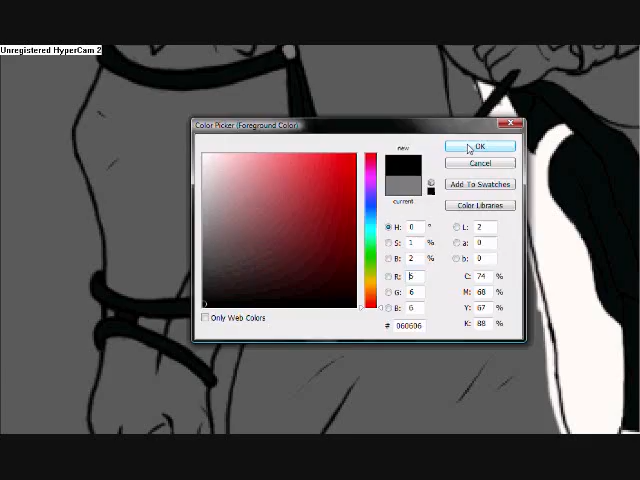 Unregistered HyperCam 2
Color Picker (Foreground Color)
new
current
OK
Cancel
Add To Swatches
Color Libraries
H: 0 °
S: 1 %
B: 2 %
R: 6
G: 6
B: 6
# 060606
L: 2
a: 0
b: 0
C: 74 %
M: 68 %
Y: 67 %
K: 88 %
Only Web Colors